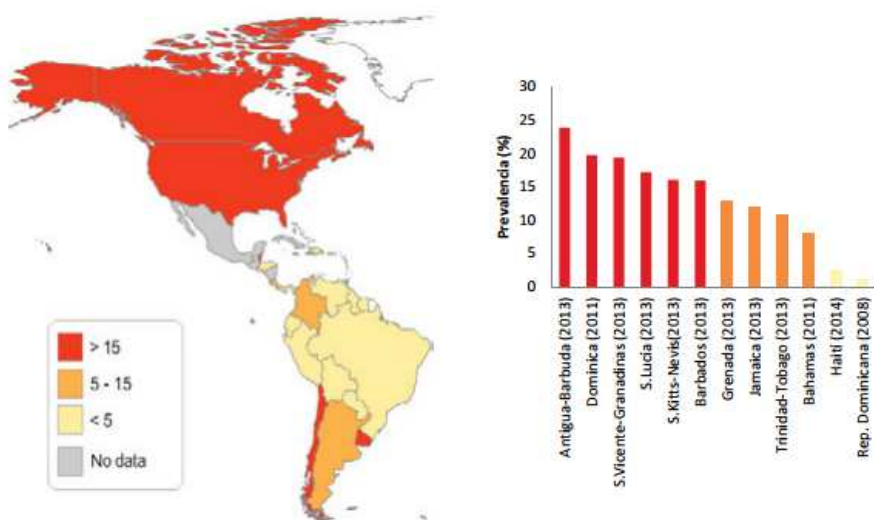 > 15
5 - 15
< 5
No data
Prevalencia (%)
30
25
20
15
10
5
0
Antigua-Barbuda (2013)
Dominica (2011)
S.Vicente-Granadinas (2013)
S.Lucia (2013)
S.Kitts-Nevis(2013)
Barbados (2013)
Grenada (2013)
Jamaica (2013)
Trinidad-Tobago (2013)
Bahamas (2011)
Haití (2014)
Rep. Dominicana (2008)